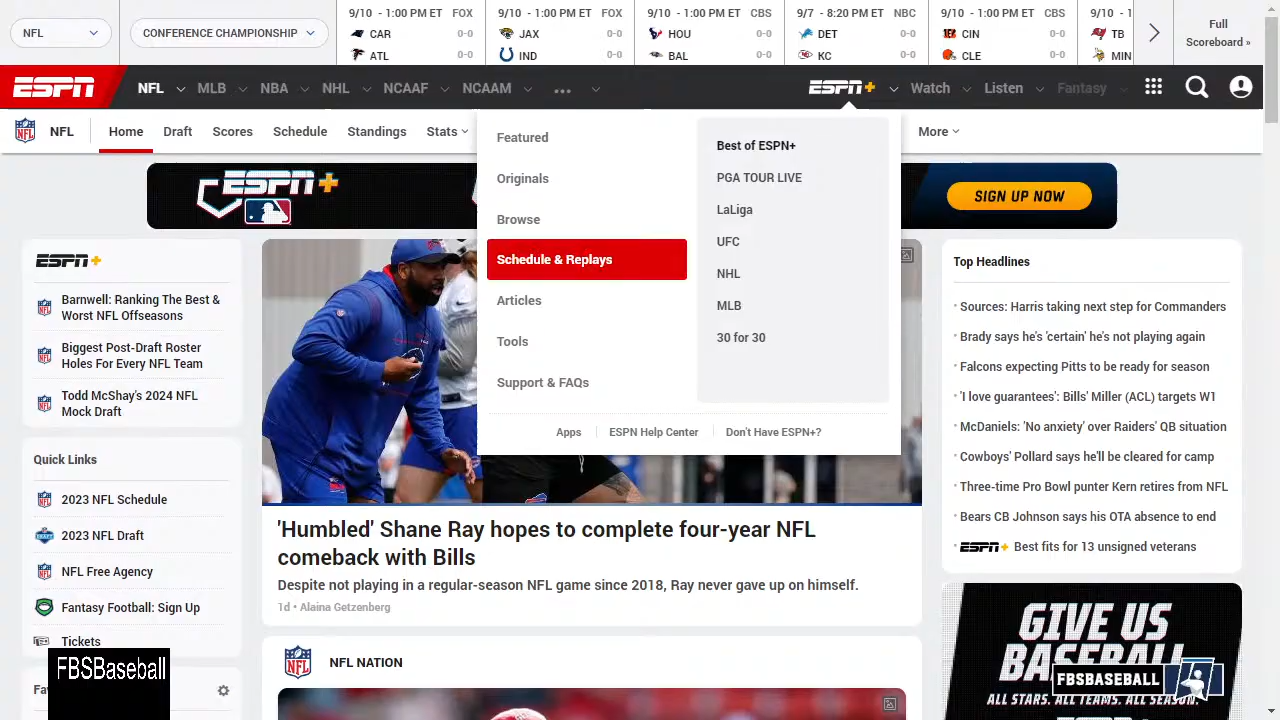 NFL
CONFERENCE CHAMPIONSHIP
9/10 - 1:00 PM ET FOX
CAR 0-0
ATL 0-0
9/10 - 1:00 PM ET FOX
JAX 0-0
IND 0-0
9/10 - 1:00 PM ET CBS
HOU 0-0
BAL 0-0
9/7 - 8:20 PM ET NBC
DET 0-0
KC 0-0
9/10 - 1:00 PM ET CBS
CIN 0-0
CLE 0-0
9/10 - 1
TB
MIN
Full
Scoreboard »
ESPN NFL MLB NBA NHL NCAAF NCAAM ... ESPN+ Watch Listen Fantasy
NFL Home Draft Scores Schedule Standings Stats More
Featured
Originals
Browse
Schedule & Replays
Articles
Tools
Support & FAQs
Best of ESPN+
PGA TOUR LIVE
LaLiga
UFC
NHL
MLB
30 for 30
Apps ESPN Help Center Don't Have ESPN+?
ESPN+
SIGN UP NOW
ESPN+
Barnwell: Ranking The Best &
Worst NFL Offseasons
Biggest Post-Draft Roster
Holes For Every NFL Team
Todd McShay's 2024 NFL
Mock Draft
Quick Links
2023 NFL Schedule
2023 NFL Draft
NFL Free Agency
Fantasy Football: Sign Up
Tickets
FBSBaseball
Fa
'Humbled' Shane Ray hopes to complete four-year NFL
comeback with Bills
Despite not playing in a regular-season NFL game since 2018, Ray never gave up on himself.
1d • Alaina Getzenberg
NFL NATION
Top Headlines
Sources: Harris taking next step for Commanders
Brady says he's 'certain' he's not playing again
Falcons expecting Pitts to be ready for season
'I love guarantees': Bills' Miller (ACL) targets W1
McDaniels: 'No anxiety' over Raiders' QB situation
Cowboys' Pollard says he'll be cleared for camp
Three-time Pro Bowl punter Kern retires from NFL
Bears CB Johnson says his OTA absence to end
ESPN+ Best fits for 13 unsigned veterans
GIVE US
BASEBALL
FBSBASEBALL
ALL STARS. ALL TEAMS. ALL SEASON.